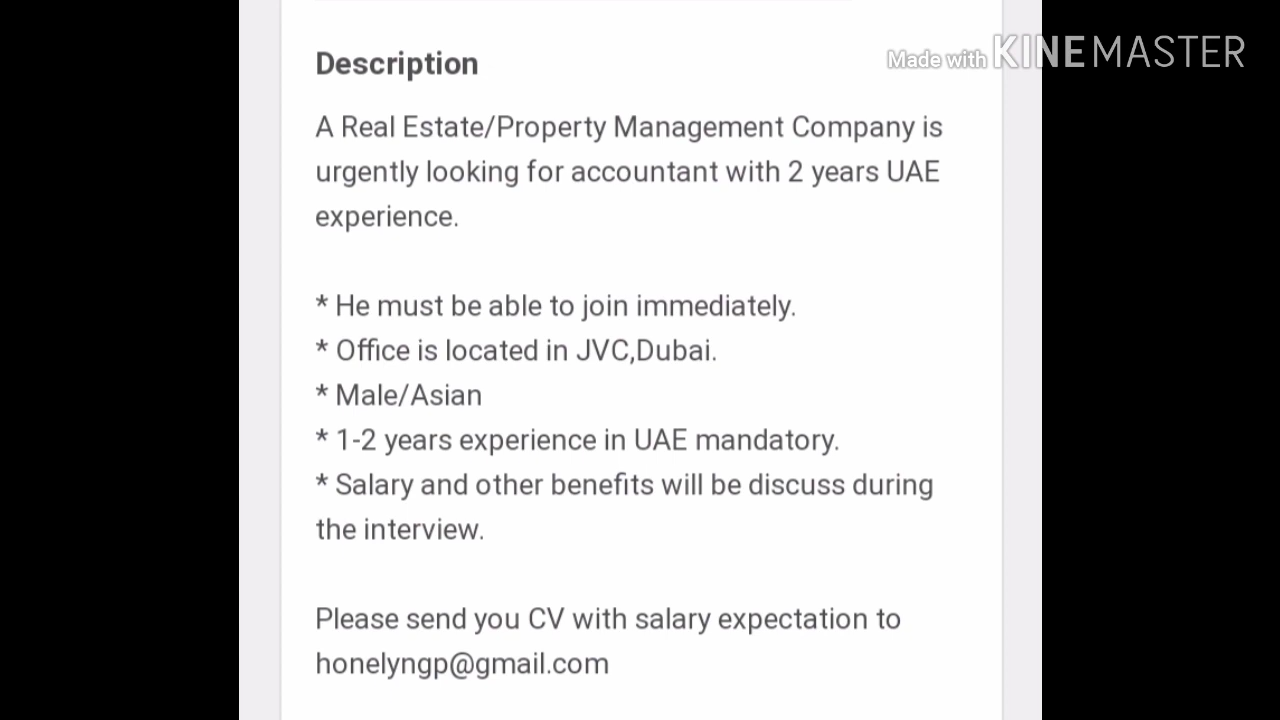 Made with KINEMASTER
Description
A Real Estate/Property Management Company is
urgently looking for accountant with 2 years UAE
experience.
* He must be able to join immediately.
* Office is located in JVC,Dubai.
* Male/Asian
* 1-2 years experience in UAE mandatory.
* Salary and other benefits will be discuss during
the interview.
Please send you CV with salary expectation to
honelyngp@gmail.com